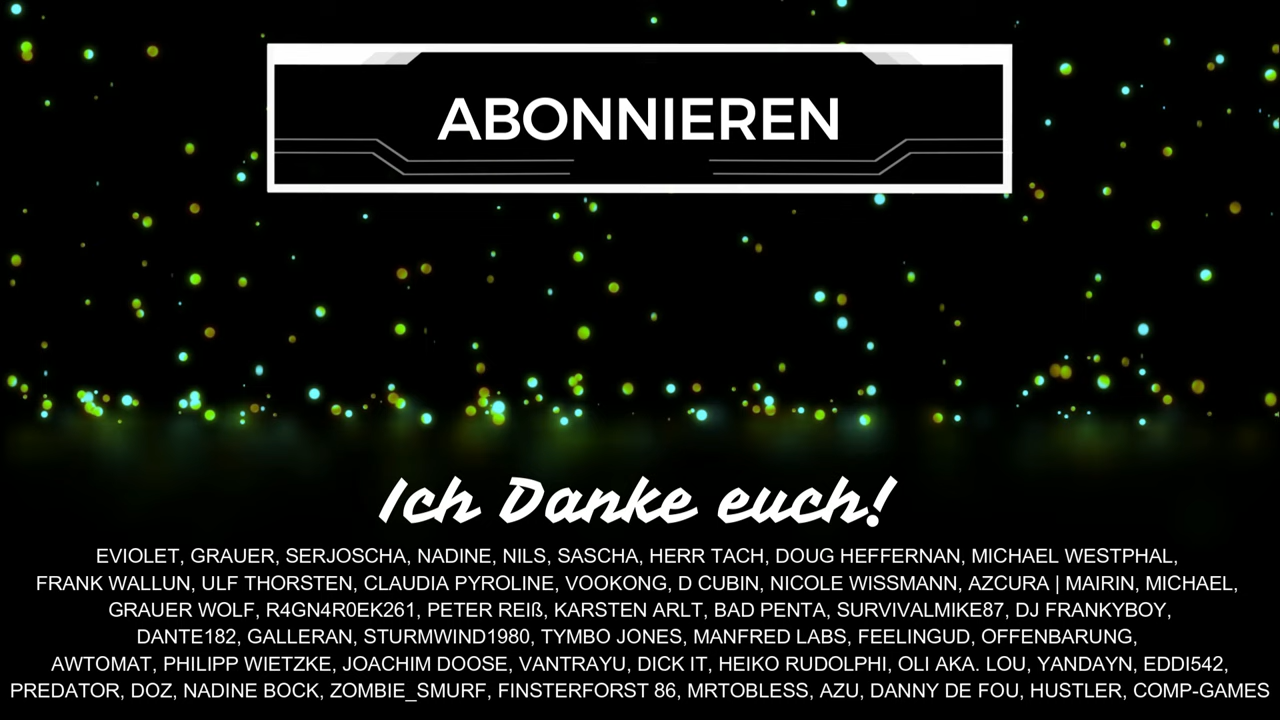 ABONNIEREN
Ich Danke euch!
EVIOLET, GRAUER, SERJOSCHA, NADINE, NILS, SASCHA, HERR TACH, DOUG HEFFERNAN, MICHAEL WESTPHAL,
FRANK WALLUN, ULF THORSTEN, CLAUDIA PYROLINE, VOOKONG, D CUBIN, NICOLE WISSMANN, AZCURA | MAIRIN, MICHAEL,
GRAUER WOLF, R4GN4R0EK261, PETER REIß, KARSTEN ARLT, BAD PENTA, SURVIVALMIKE87, DJ FRANKYBOY,
DANTE182, GALLERAN, STURMWIND1980, TYMBO JONES, MANFRED LABS, FEELINGUD, OFFENBARUNG,
AWTOMAT, PHILIPP WIETZKE, JOACHIM DOOSE, VANTRAYU, DICK IT, HEIKO RUDOLPHI, OLI AKA. LOU, YANDAYN, EDDI542,
PREDATOR, DOZ, NADINE BOCK, ZOMBIE_SMURF, FINSTERFORST 86, MRTOBLESS, AZU, DANNY DE FOU, HUSTLER, COMP-GAMES